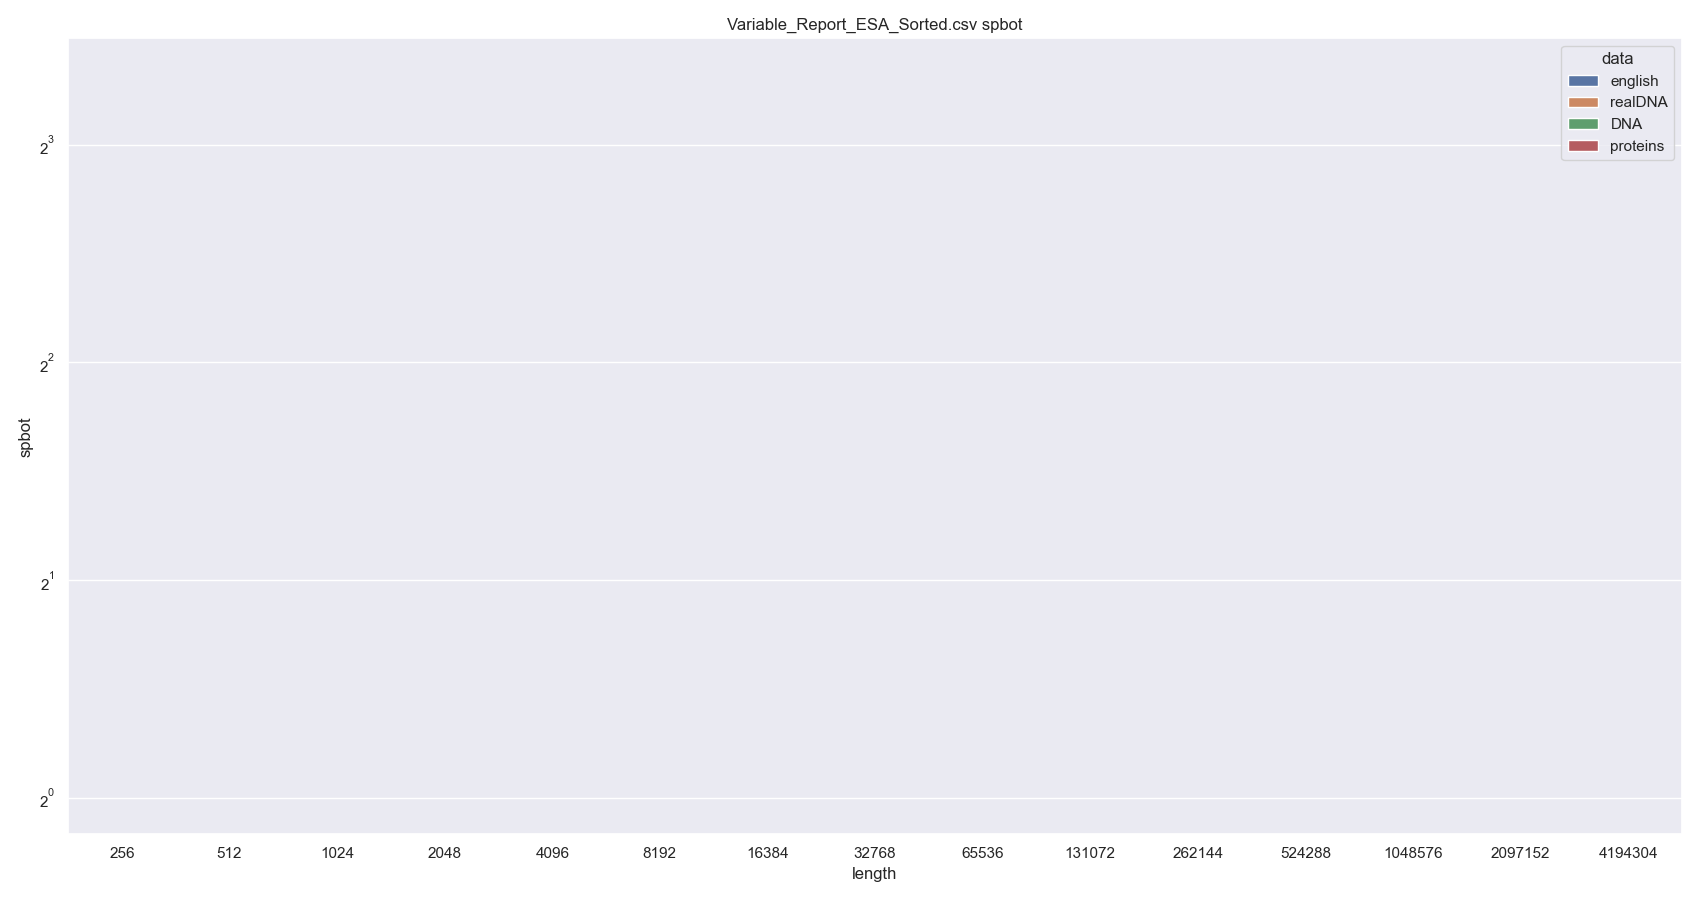 Variable_Report_ESA_Sorted.csv spbot
data
english
realDNA
DNA
proteins
2^3
2^2
2^1
2^0
spbot
256 512 1024 2048 4096 8192 16384 32768 65536 131072 262144 524288 1048576 2097152 4194304
length